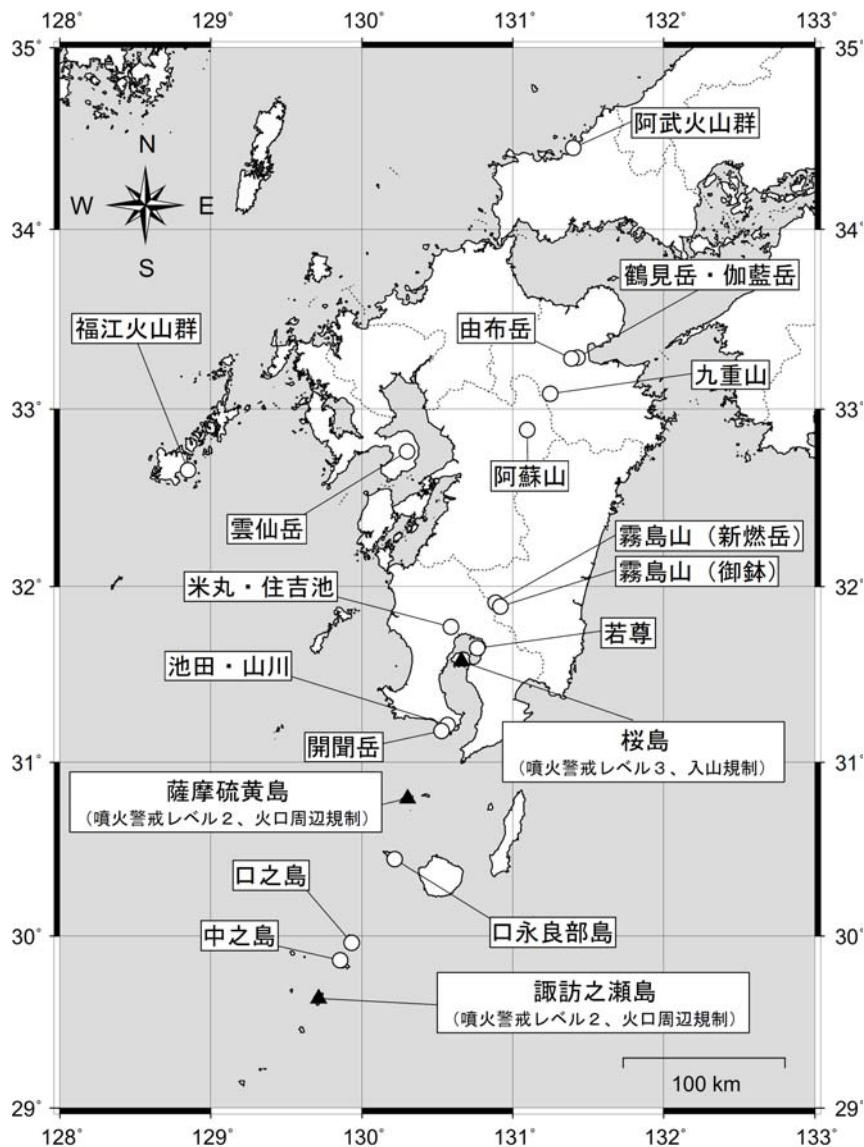 128° 129° 130° 131° 132° 133°
35° 35°
阿武火山群
N
W E
S
34° 34°
鶴見岳・伽藍岳
福江火山群
由布岳
九重山
33° 33°
阿蘇山
雲仙岳
霧島山(新燃岳)
米丸・住吉池
霧島山(御鉢)
32° 32°
若尊
池田・山川
桜島
(噴火警戒レベル3、入山規制)
開聞岳
31° 31°
薩摩硫黄島
(噴火警戒レベル2、火口周辺規制)
口之島
口永良部島
中之島
30° 30°
諏訪之瀬島
(噴火警戒レベル2、火口周辺規制)
100 km
29° 29°
128° 129° 130° 131° 132° 133°